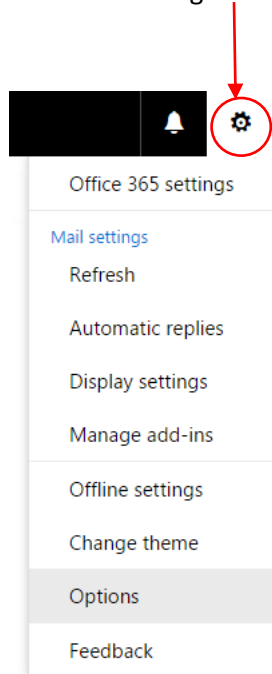 Office 365 settings
Mail settings
Refresh
Automatic replies
Display settings
Manage add-ins
Offline settings
Change theme
Options
Feedback